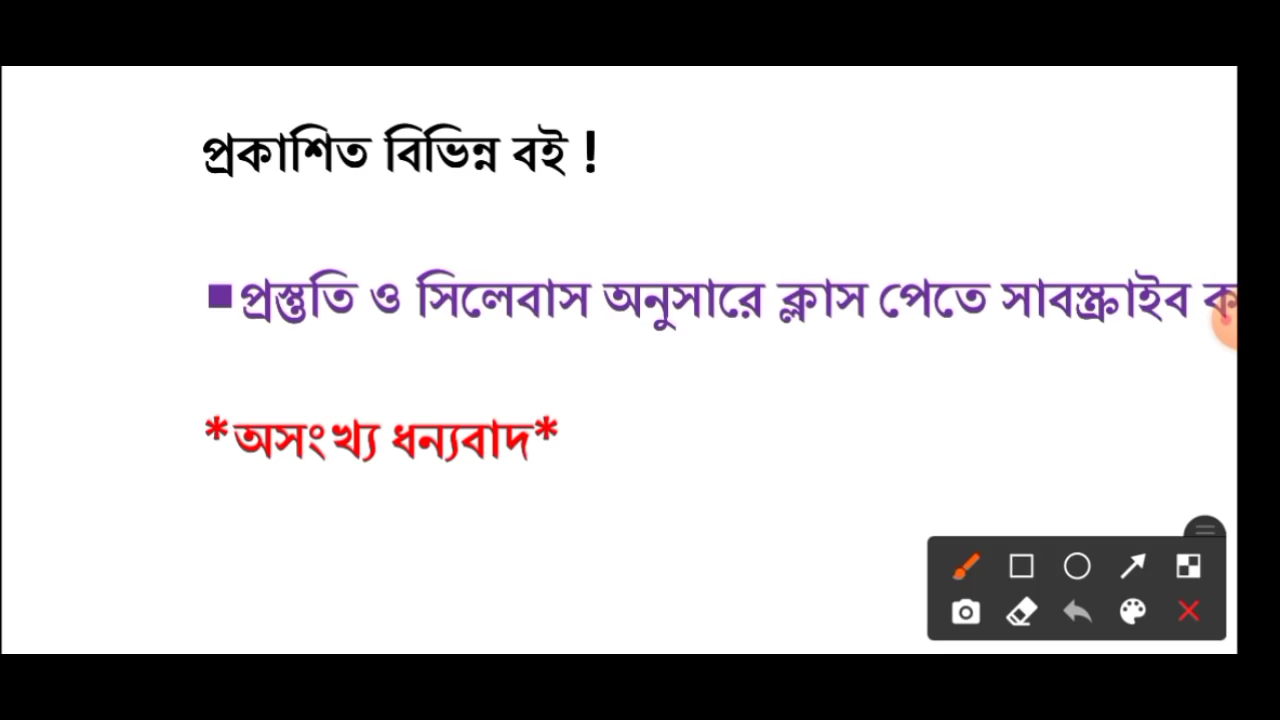 প্রকাশিত বিভিন্ন বই !
■প্রস্তুতি ও সিলেবাস অনুসারে ক্লাস পেতে সাবস্ক্রাইব
*অসংখ্য ধন্যবাদ*